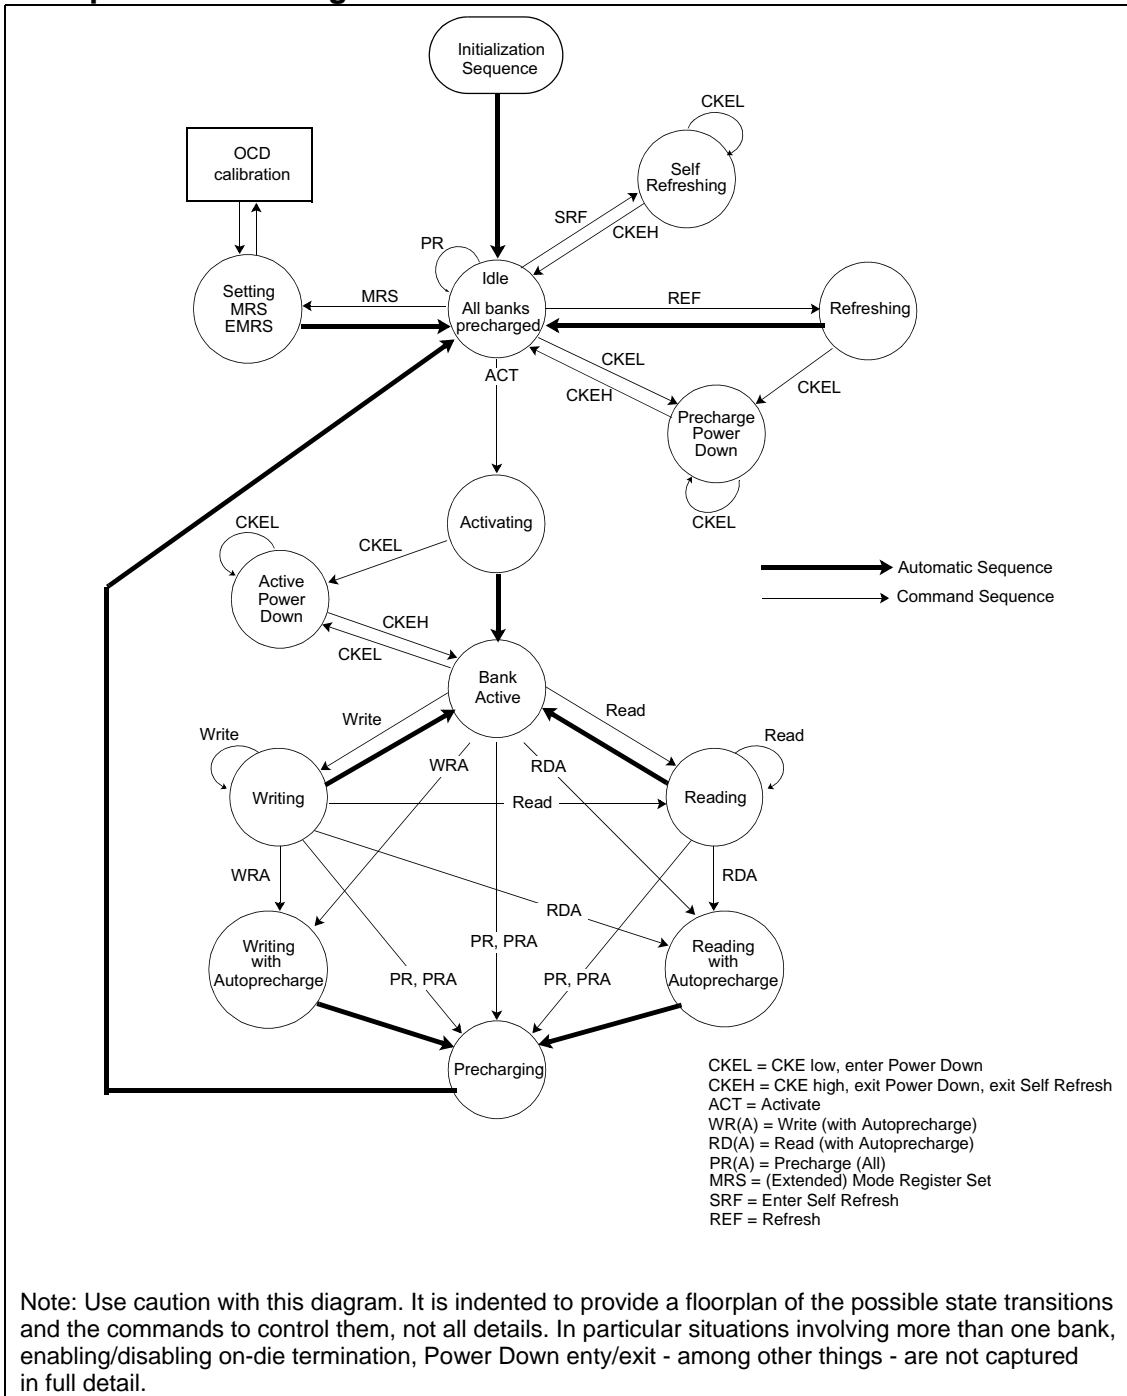 Initialization
Sequence
CKEL
OCD
calibration
Self
Refreshing
SRF
CKEH
PR
Idle
All banks
precharged
Setting
MRS
EMRS
MRS
REF
Refreshing
CKEL
CKEH
CKEL
ACT
Precharge
Power
Down
CKEL
Activating
CKEL
CKEL
Active
Power
Down
CKEH
CKEL
Automatic Sequence
Command Sequence
Bank
Active
Write
Read
Write
Read
WRA
RDA
Writing
Read
Reading
WRA
RDA
RDA
PR, PRA
Writing
with
Autoprecharge
Reading
with
Autoprecharge
PR, PRA
PR, PRA
Precharging
CKEL = CKE low, enter Power Down
CKEH = CKE high, exit Power Down, exit Self Refresh
ACT = Activate
WR(A) = Write (with Autoprecharge)
RD(A) = Read (with Autoprecharge)
PR(A) = Precharge (All)
MRS = (Extended) Mode Register Set
SRF = Enter Self Refresh
REF = Refresh
Note: Use caution with this diagram. It is indented to provide a floorplan of the possible state transitions
and the commands to control them, not all details. In particular situations involving more than one bank,
enabling/disabling on-die termination, Power Down enty/exit - among other things - are not captured
in full detail.